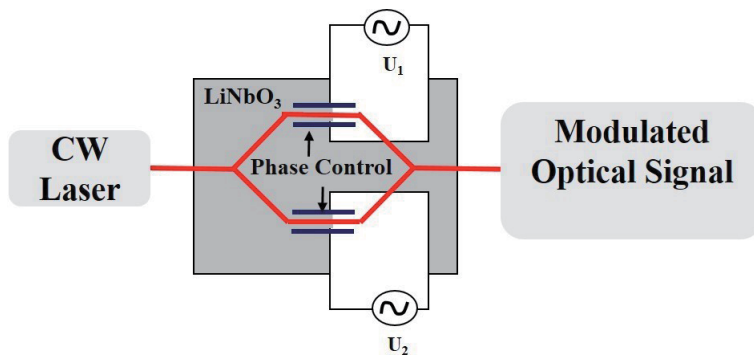 U₁
LiNbO₃
CW
Laser
Phase Control
Modulated
Optical Signal
U₂